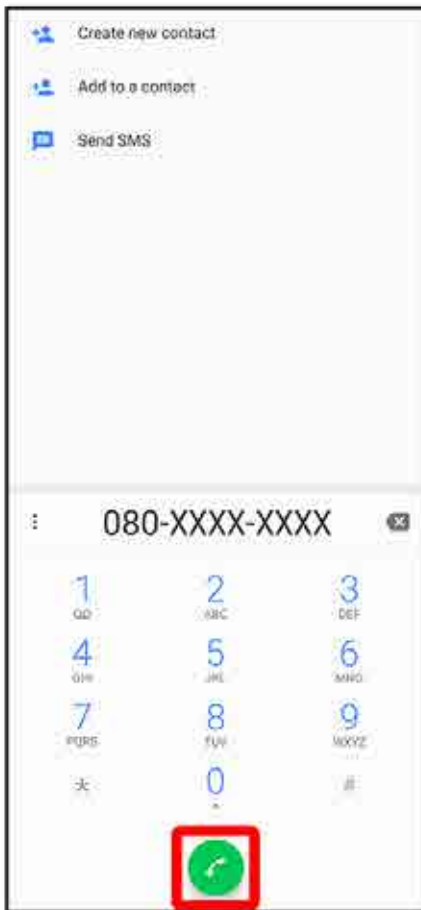 Create new contact
Add to a contact
Send SMS
080-XXXX-XXXX
1 2 3
ABC DEF
4 5 6
GHI JKL MNO
7 8 9
PQRS TUV WXYZ
* 0 #